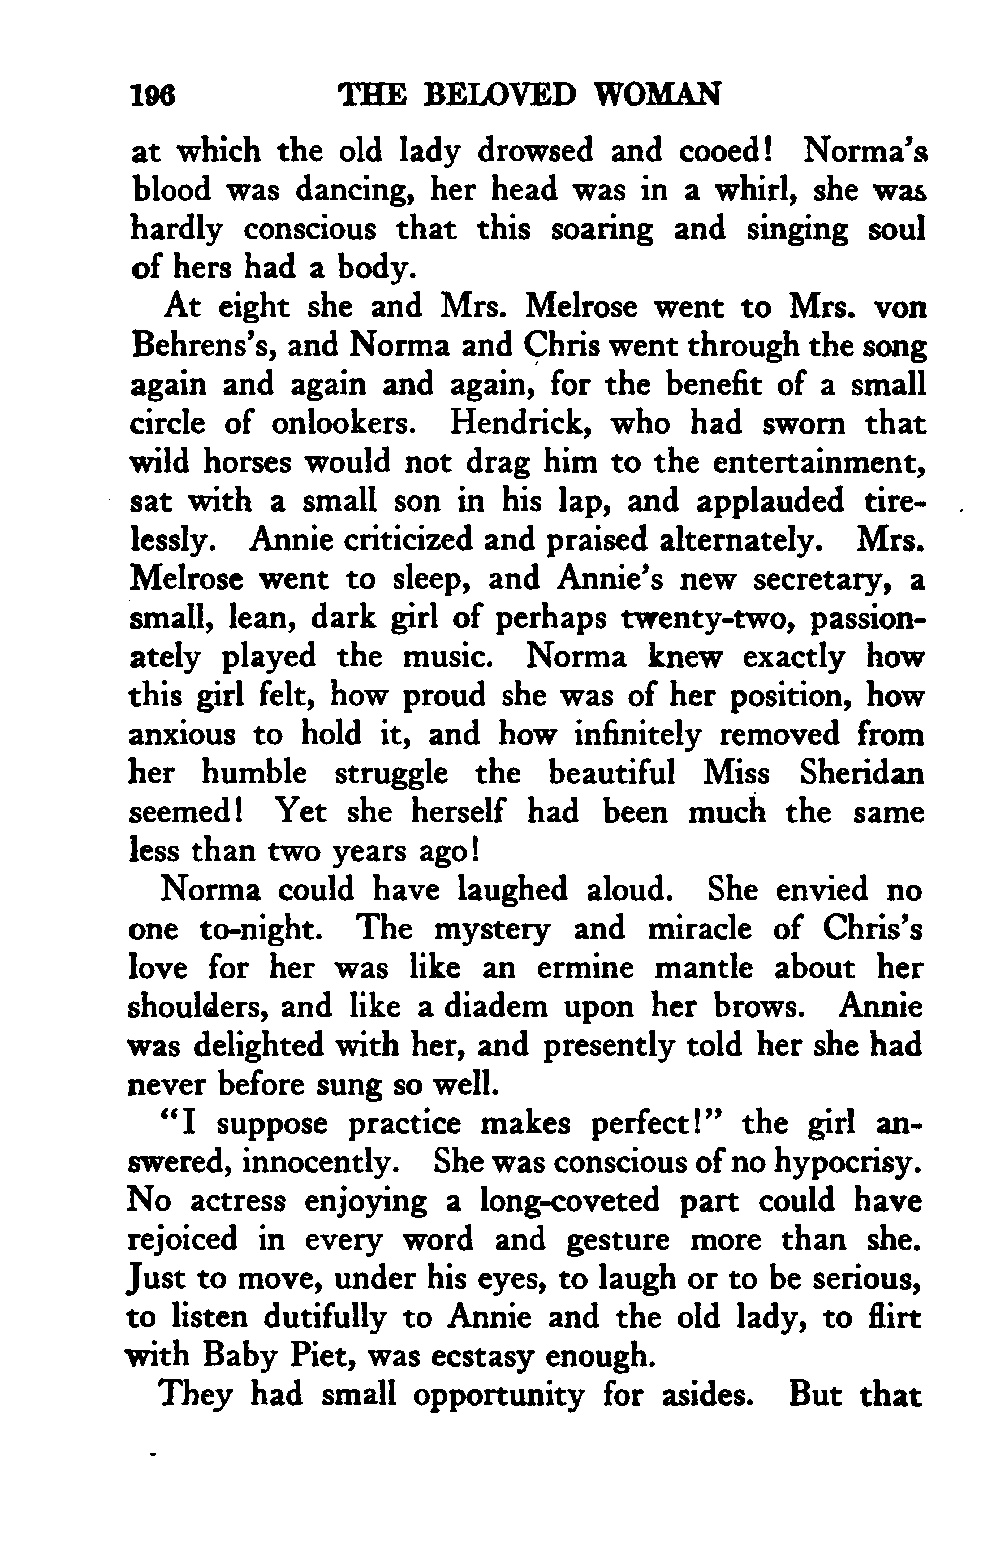 196 THE BELOVED WOMAN
at which the old lady drowsed and cooed! Norma's
blood was dancing, her head was in a whirl, she was
hardly conscious that this soaring and singing soul
of hers had a body.
At eight she and Mrs. Melrose went to Mrs. von
Behrens's, and Norma and Chris went through the song
again and again and again, for the benefit of a small
circle of onlookers. Hendrick, who had sworn that
wild horses would not drag him to the entertainment,
sat with a small son in his lap, and applauded tire-
lessly. Annie criticized and praised alternately. Mrs.
Melrose went to sleep, and Annie's new secretary, a
small, lean, dark girl of perhaps twenty-two, passion-
ately played the music. Norma knew exactly how
this girl felt, how proud she was of her position, how
anxious to hold it, and how infinitely removed from
her humble struggle the beautiful Miss Sheridan
seemed! Yet she herself had been much the same
less than two years ago!
Norma could have laughed aloud. She envied no
one to-night. The mystery and miracle of Chris's
love for her was like an ermine mantle about her
shoulders, and like a diadem upon her brows. Annie
was delighted with her, and presently told her she had
never before sung so well.
"I suppose practice makes perfect!" the girl an-
swered, innocently. She was conscious of no hypocrisy.
No actress enjoying a long-coveted part could have
rejoiced in every word and gesture more than she.
Just to move, under his eyes, to laugh or to be serious,
to listen dutifully to Annie and the old lady, to flirt
with Baby Piet, was ecstasy enough.
They had small opportunity for asides. But that